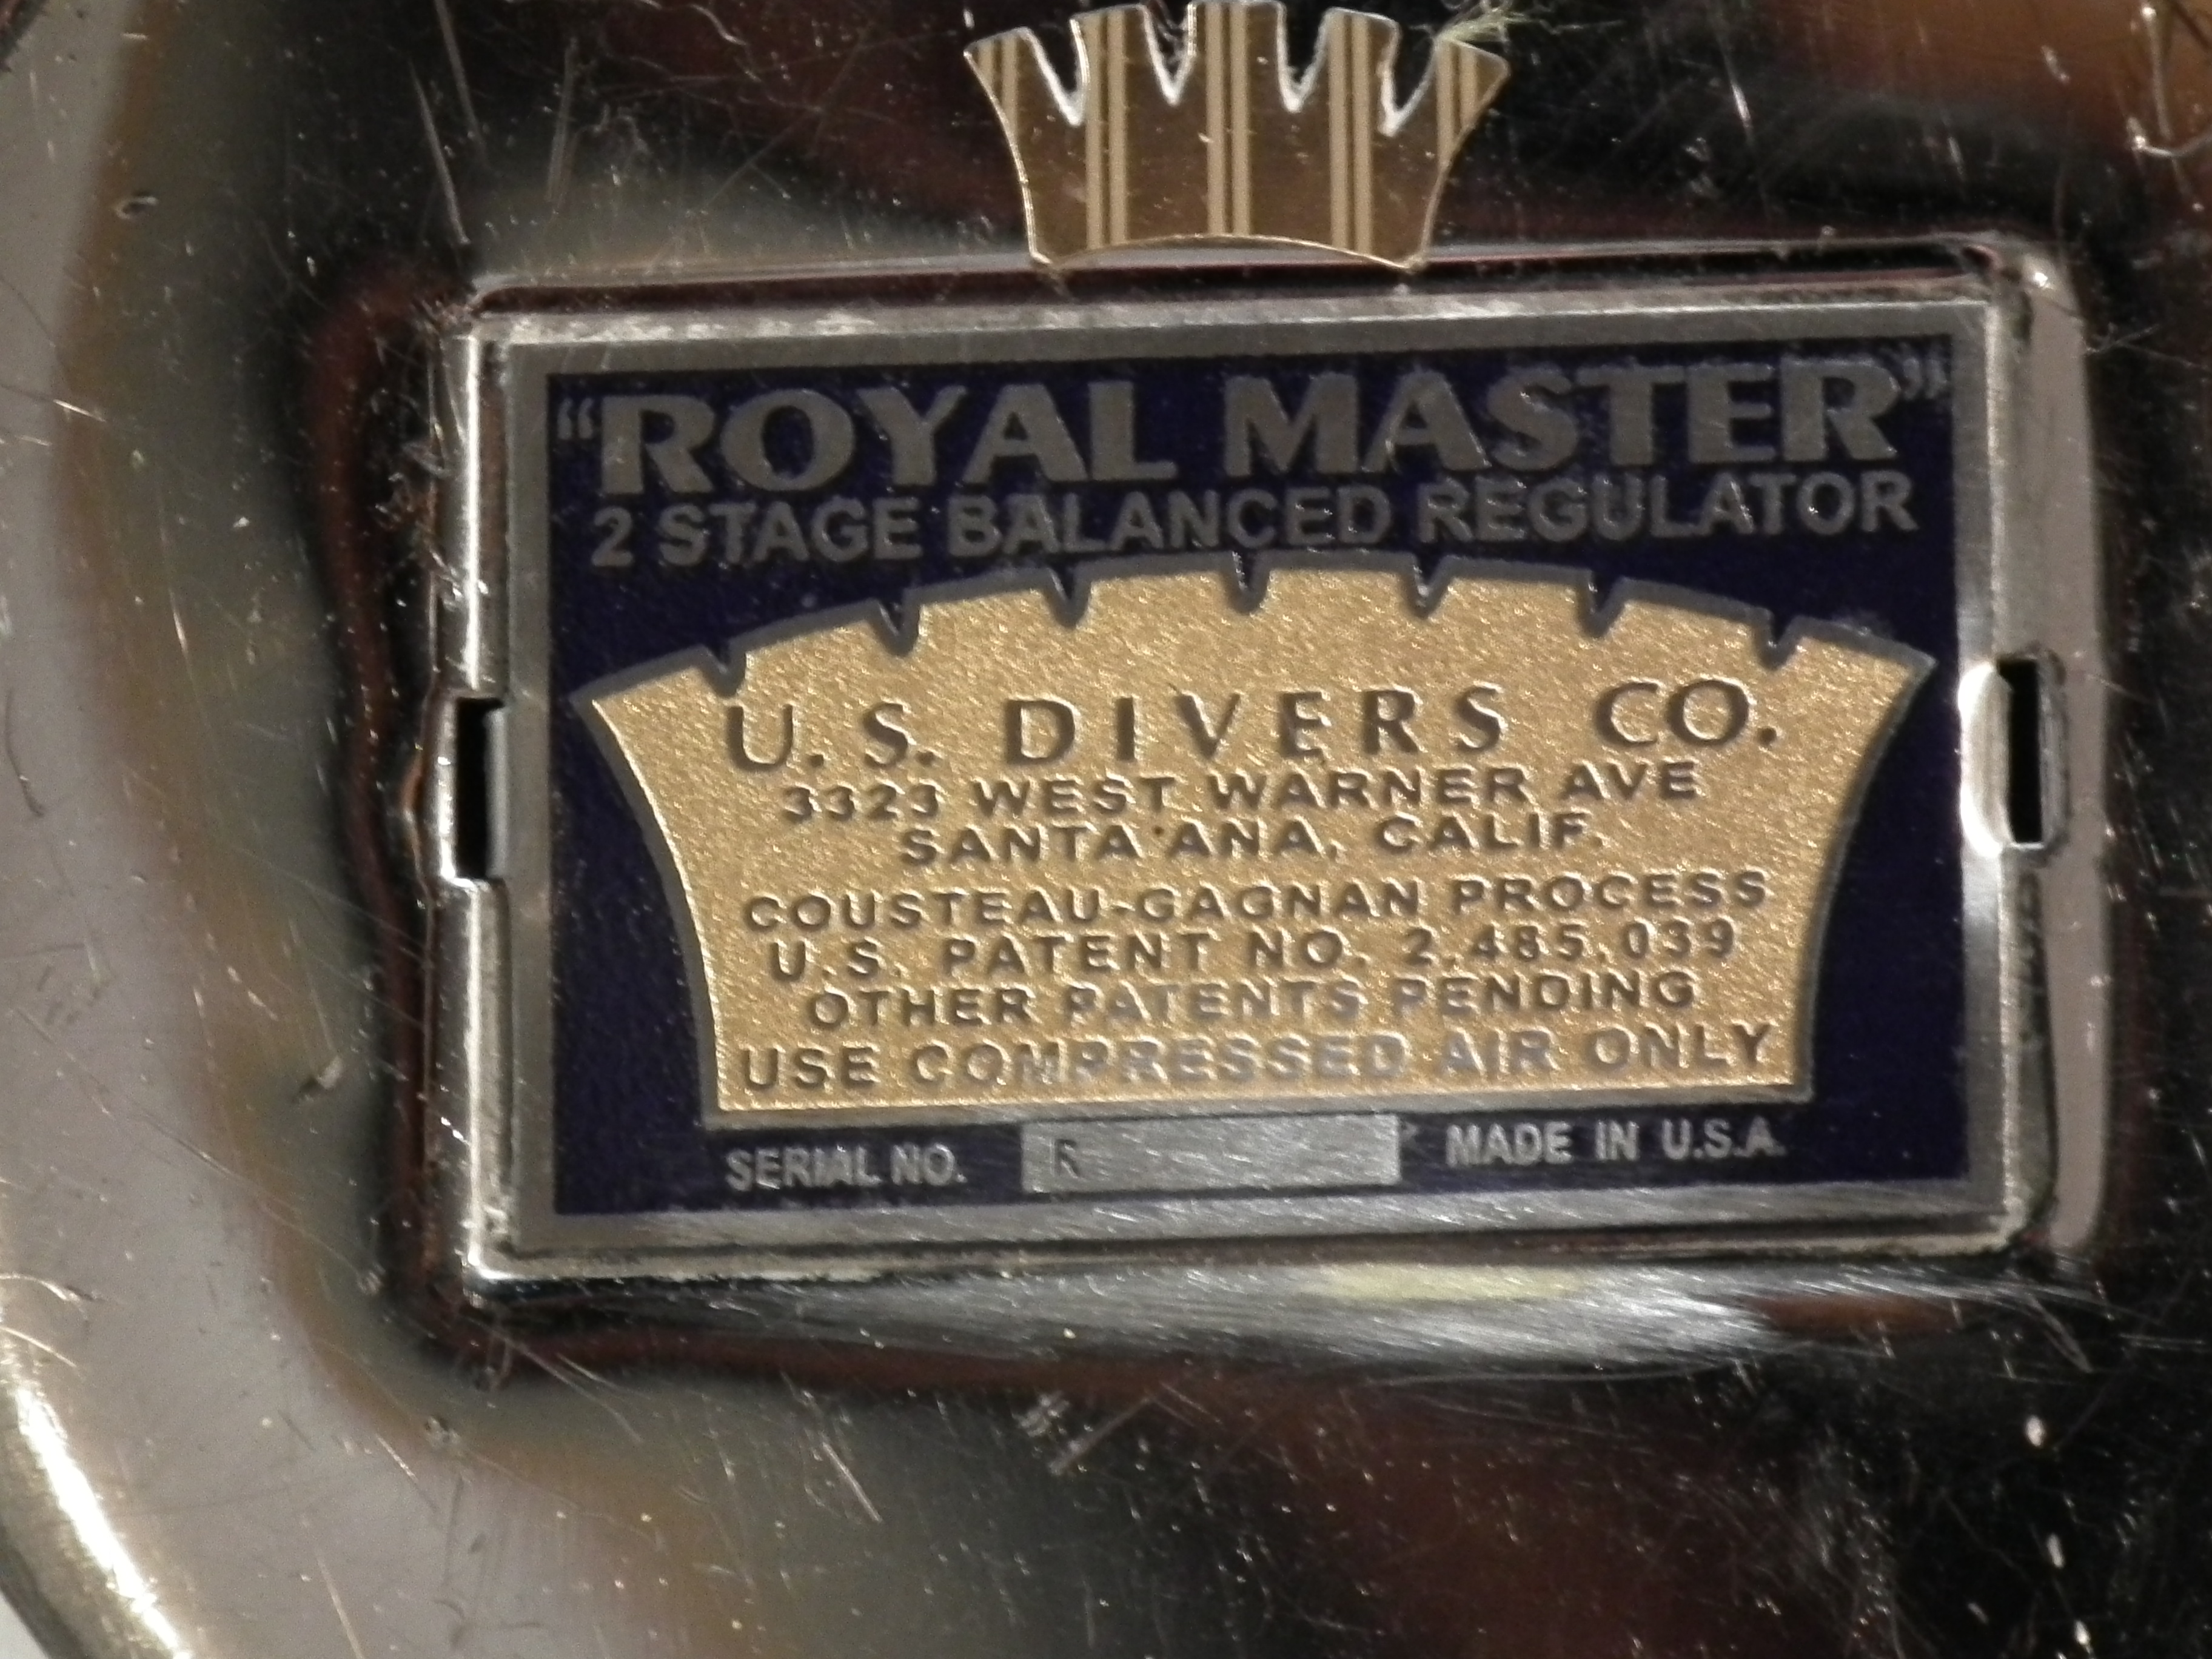 “ROYAL MASTER”
2 STAGE BALANCED REGULATOR
U. S. DIVERS CO.
3323 WEST WARNER AVE
SANTA ANA, CALIF.
COUSTEAU-GAGNAN PROCESS
U.S. PATENT NO. 2.485.039
OTHER PATENTS PENDING
USE COMPRESSED AIR ONLY
SERIAL NO. R MADE IN U.S.A.